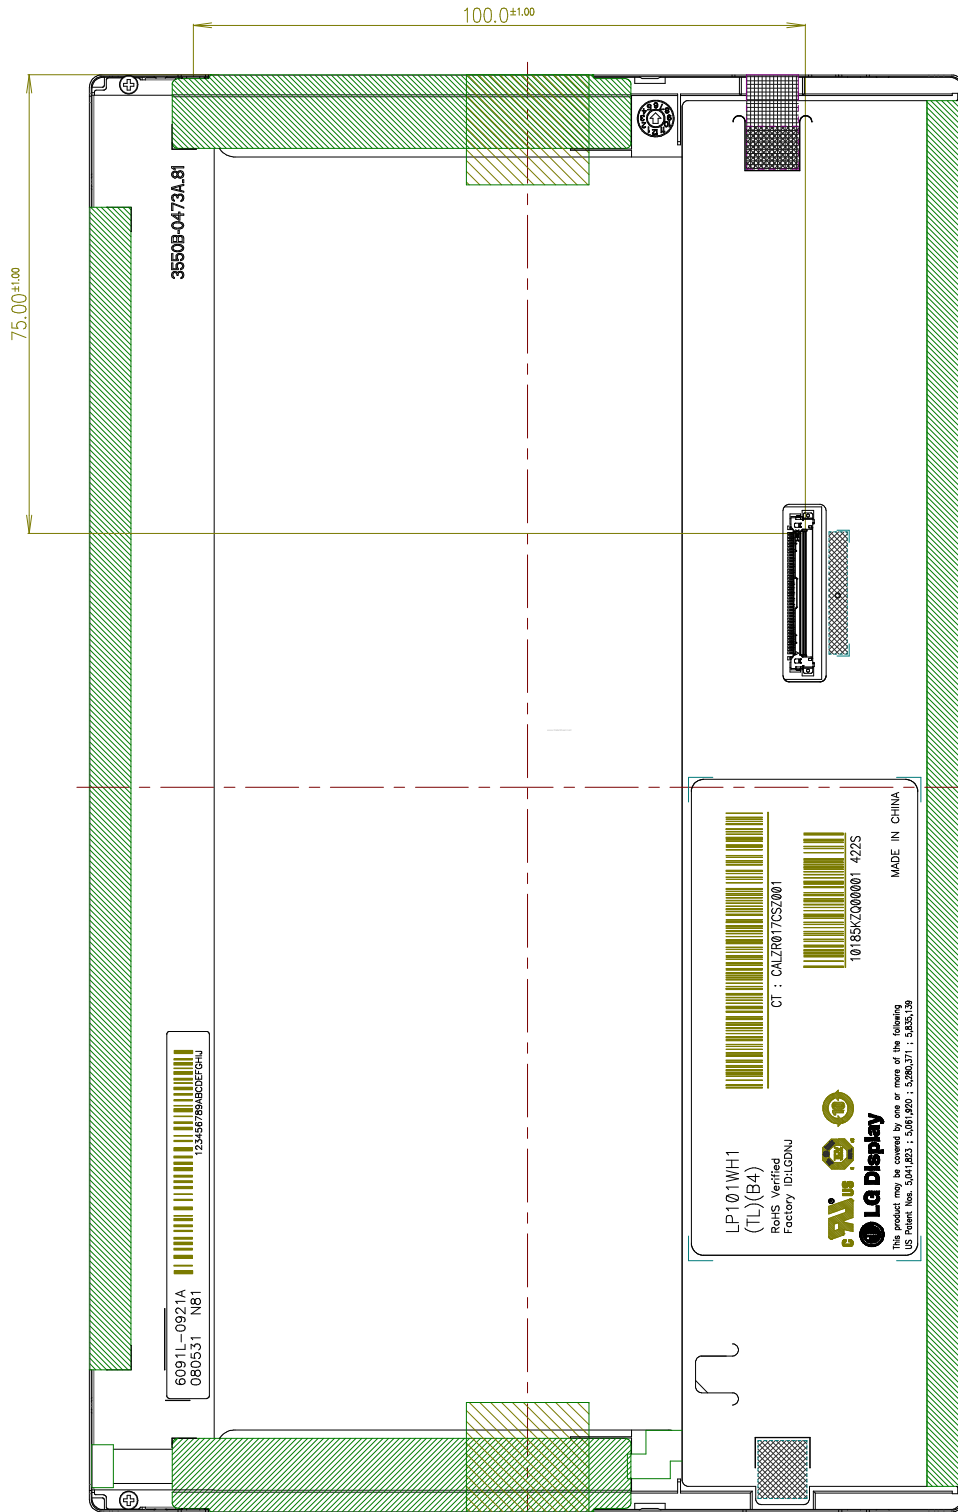 100.0±1.00
75.00±1.00
3550B-0473A.81
CT : CALZR017CSZ001
10185KZQ00001 422S
MADE IN CHINA
LP101WH1
(TL)(B4)
RoHS Verified
Factory ID:LGDNJ
c US
LG Display
This product may be covered by one or more of the following
US Patent Nos. 5,041,823 ; 5,061,920 ; 5,280,371 ; 5,835,139
123456789ABCDEFGHIJ
6091L-0921A
080531 N81